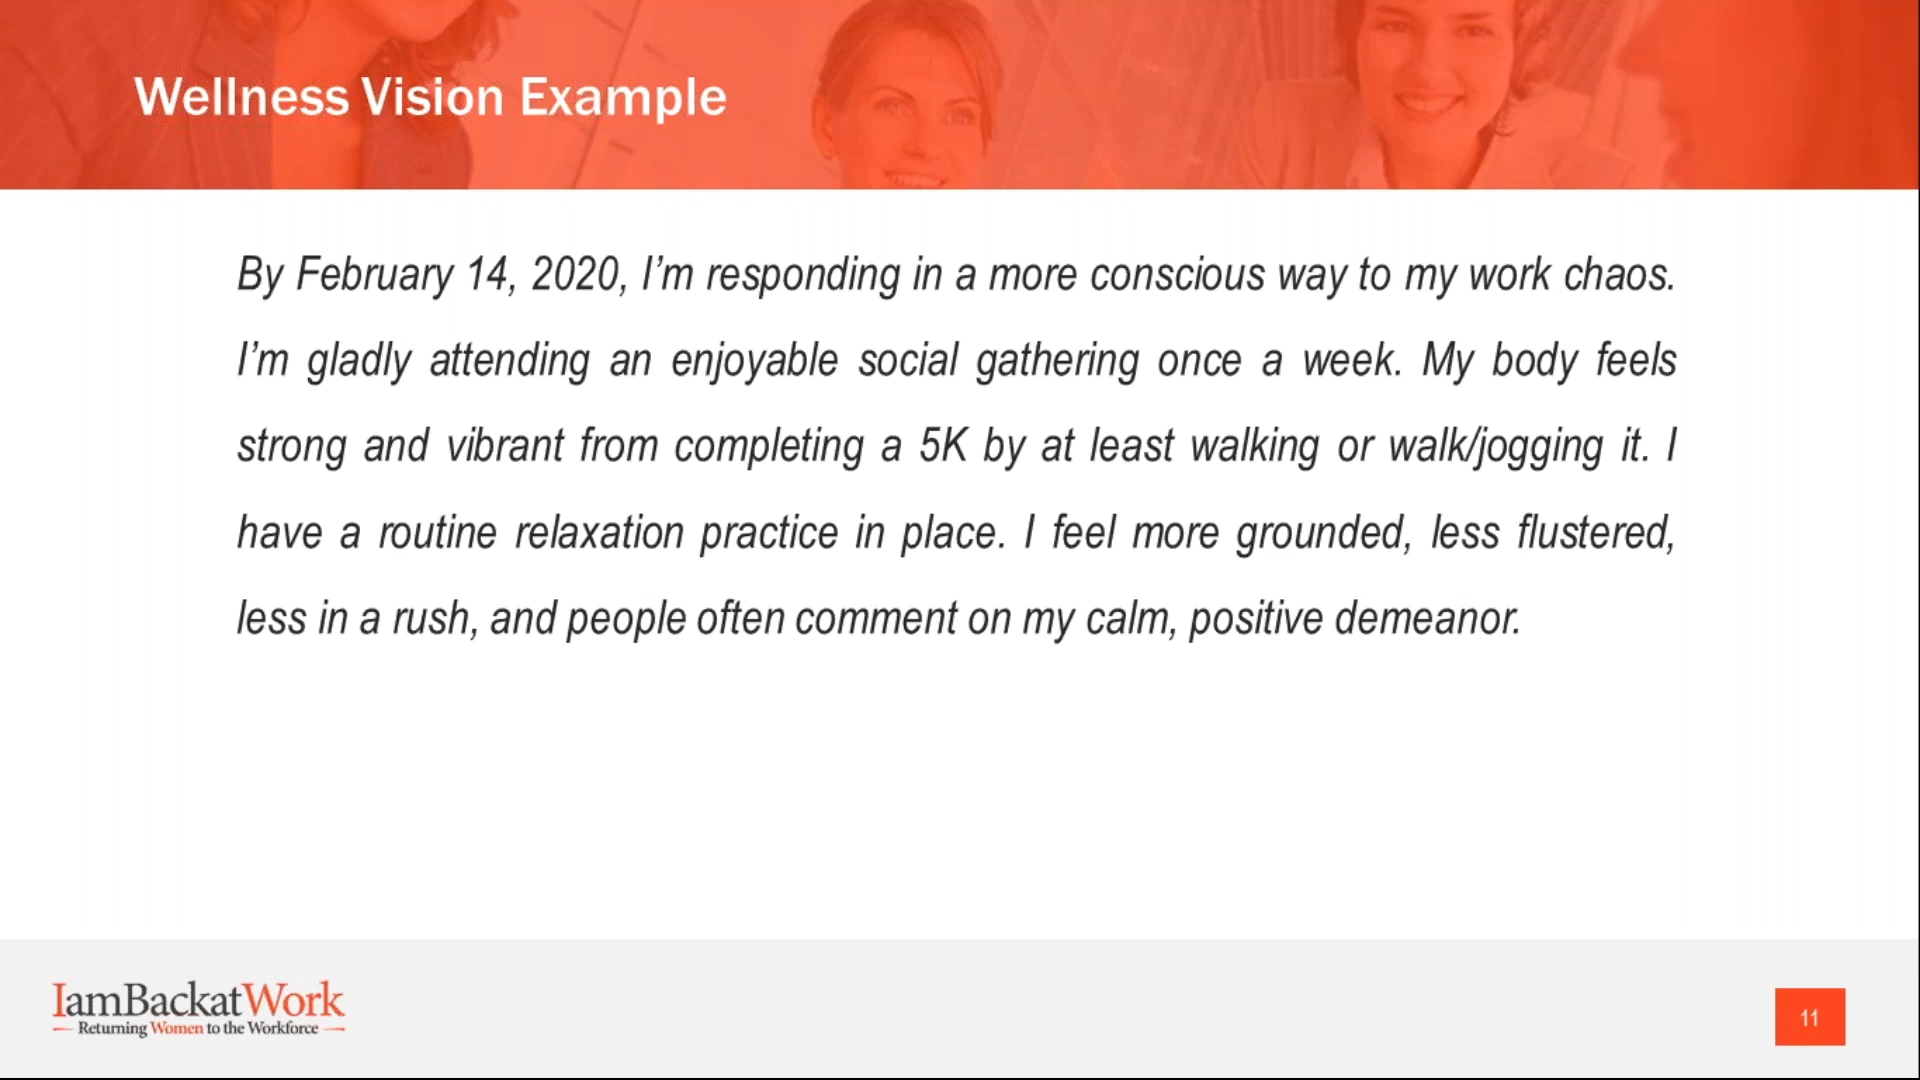 Wellness Vision Example
By February 14, 2020, I’m responding in a more conscious way to my work chaos.
I’m gladly attending an enjoyable social gathering once a week. My body feels
strong and vibrant from completing a 5K by at least walking or walk/jogging it. I
have a routine relaxation practice in place. I feel more grounded, less flustered,
less in a rush, and people often comment on my calm, positive demeanor.
IamBackatWork
Returning Women to the Workforce
11